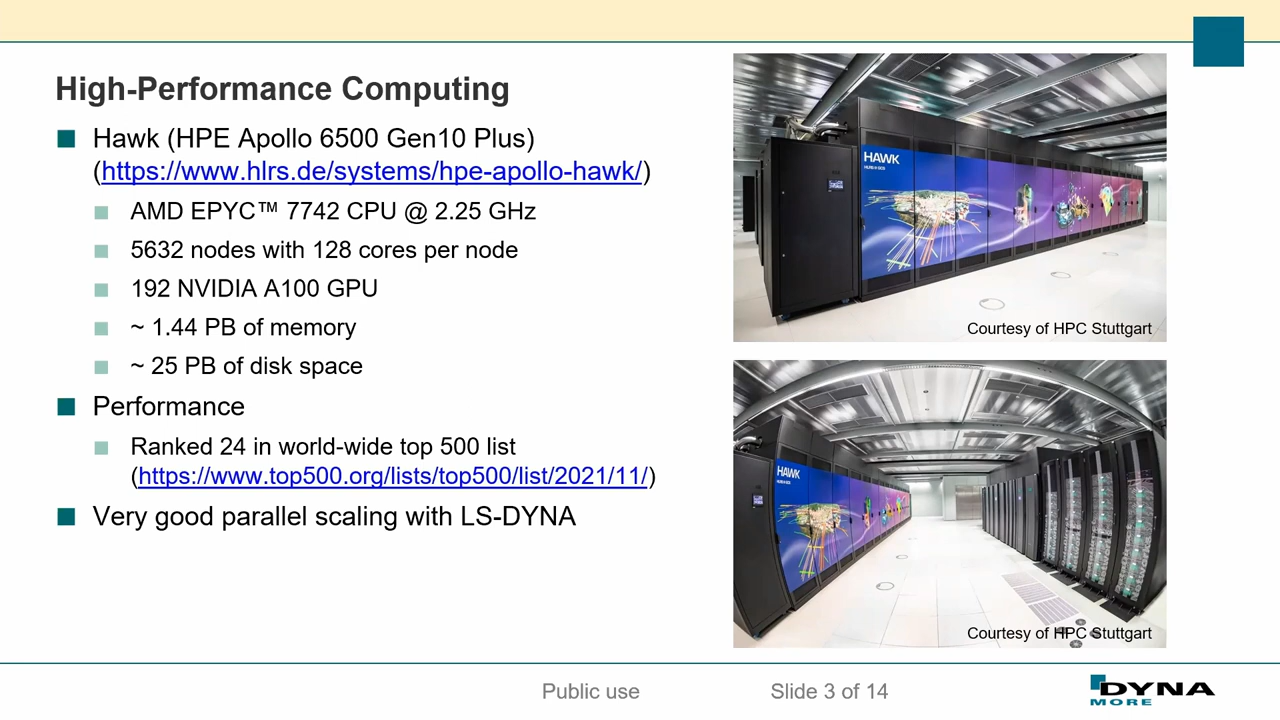 High-Performance Computing
Hawk (HPE Apollo 6500 Gen10 Plus)
(https://www.hlrs.de/systems/hpe-apollo-hawk/)
AMD EPYC™ 7742 CPU @ 2.25 GHz
5632 nodes with 128 cores per node
192 NVIDIA A100 GPU
~ 1.44 PB of memory
~ 25 PB of disk space
Performance
Ranked 24 in world-wide top 500 list
(https://www.top500.org/lists/top500/list/2021/11/)
Very good parallel scaling with LS-DYNA
HAWK
Courtesy of HPC Stuttgart
HAWK
Courtesy of HPC Stuttgart
Public use
Slide 3 of 14
DYNA
MORE